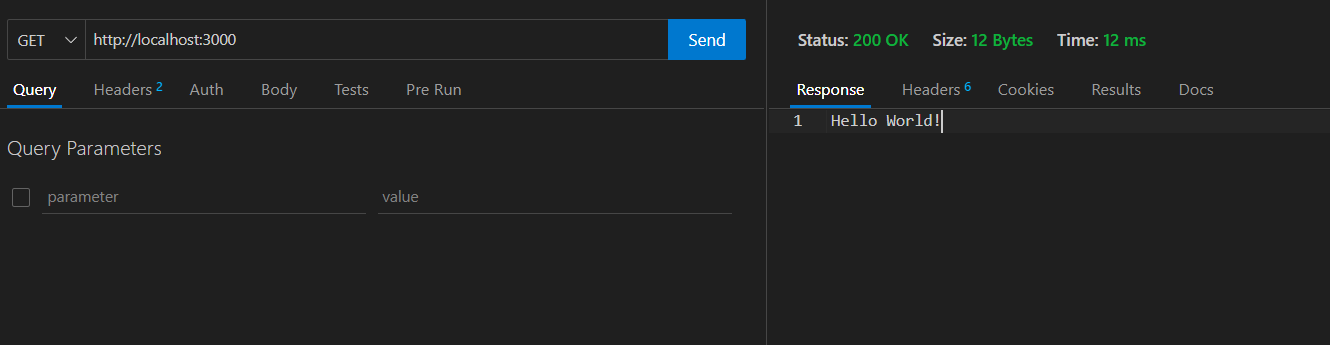 GET http://localhost:3000 Send
Query Headers 2 Auth Body Tests Pre Run
Query Parameters
parameter value
Status: 200 OK Size: 12 Bytes Time: 12 ms
Response Headers 6 Cookies Results Docs
1 Hello World!